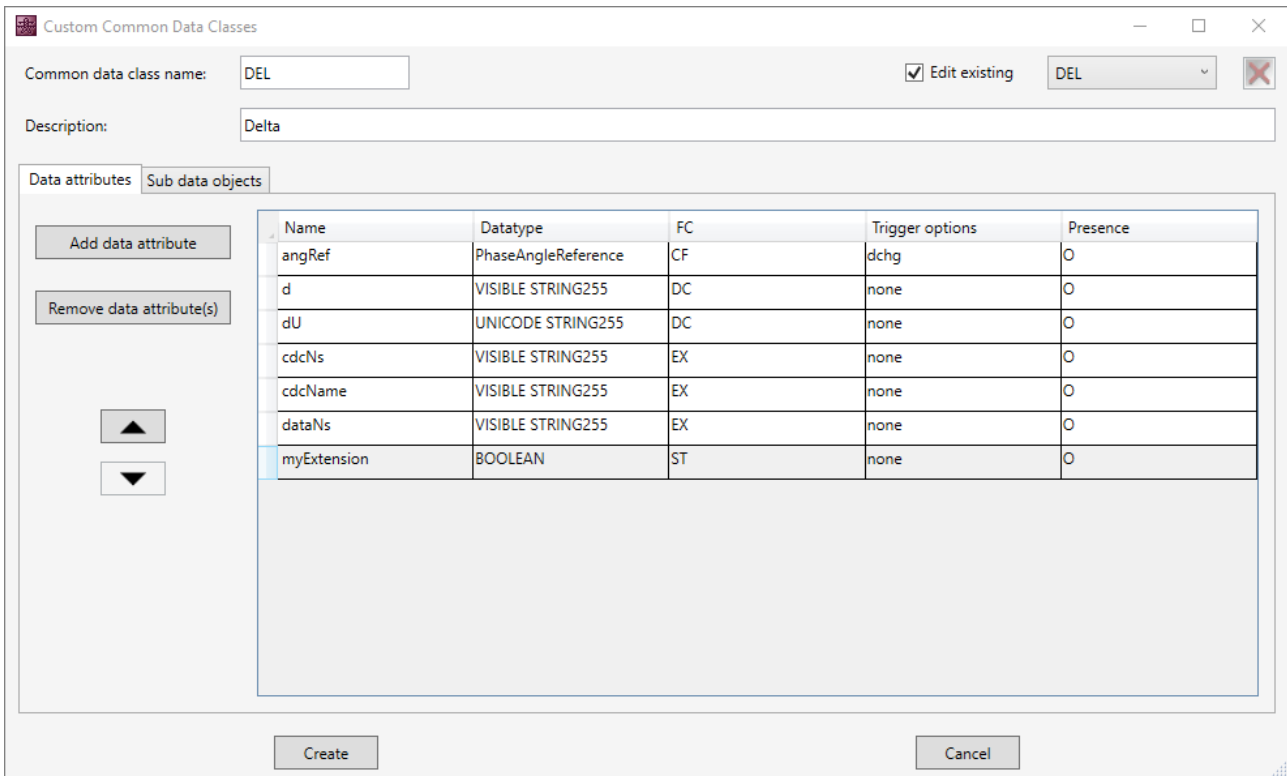 Custom Common Data Classes
Common data class name: DEL Edit existing DEL
Description: Delta
Data attributes Sub data objects
Add data attribute
Remove data attribute(s)
Name Datatype FC Trigger options Presence
angRef PhaseAngleReference CF dchg O
d VISIBLE STRING255 DC none O
dU UNICODE STRING255 DC none O
cdcNs VISIBLE STRING255 EX none O
cdcName VISIBLE STRING255 EX none O
dataNs VISIBLE STRING255 EX none O
myExtension BOOLEAN ST none O
Create Cancel